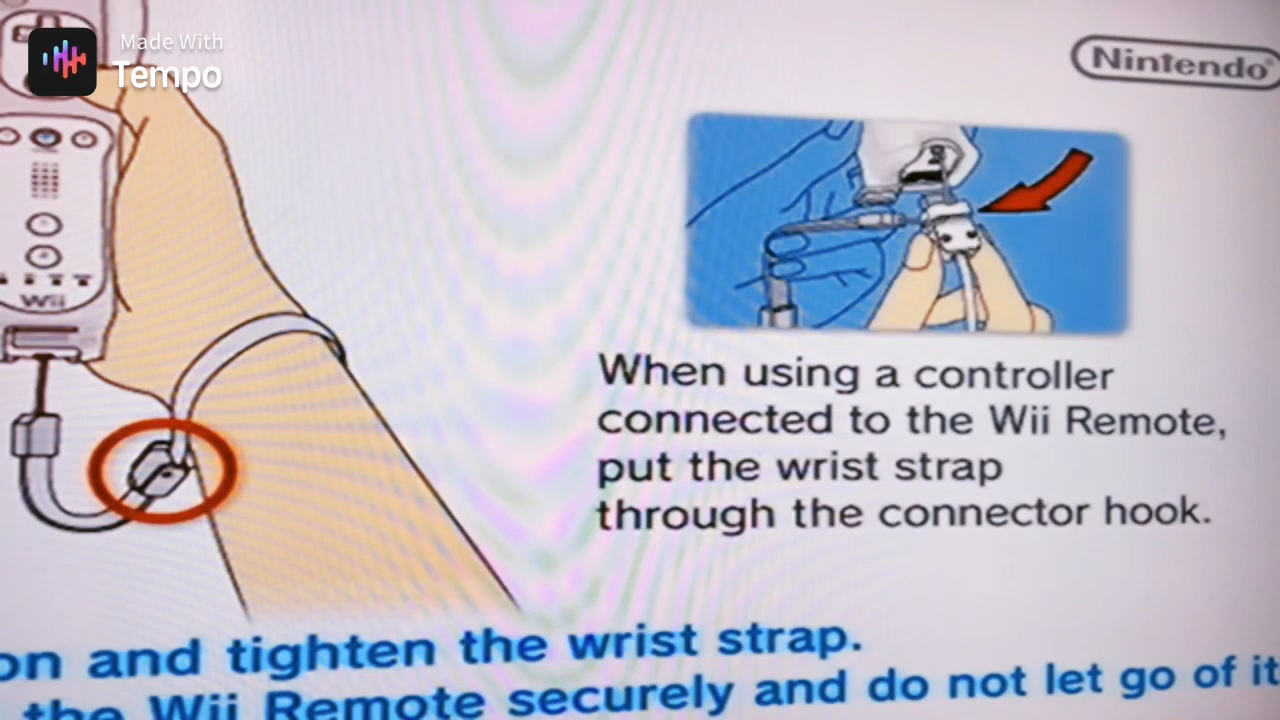 Made With
Tempo
Nintendo
Wii
When using a controller
connected to the Wii Remote,
put the wrist strap
through the connector hook.
on and tighten the wrist strap.
the Wii Remote securely and do not let go of it